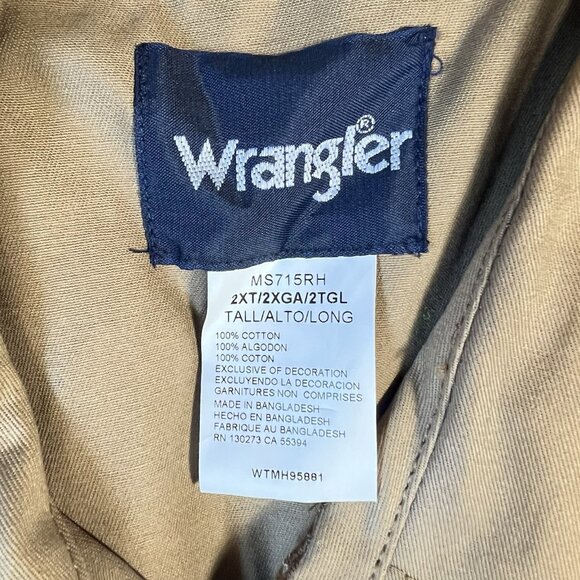 Wrangler®
MS715RH
2XT/2XGA/2TGL
TALL/ALTO/LONG
100% COTTON
100% ALGODON
100% COTON
EXCLUSIVE OF DECORATION
EXCLUYENDO LA DECORACION
GARNITURES NON COMPRISES
MADE IN BANGLADESH
HECHO EN BANGLADESH
FABRIQUE AU BANGLADESH
RN 130273 CA 55394
WTMH95881